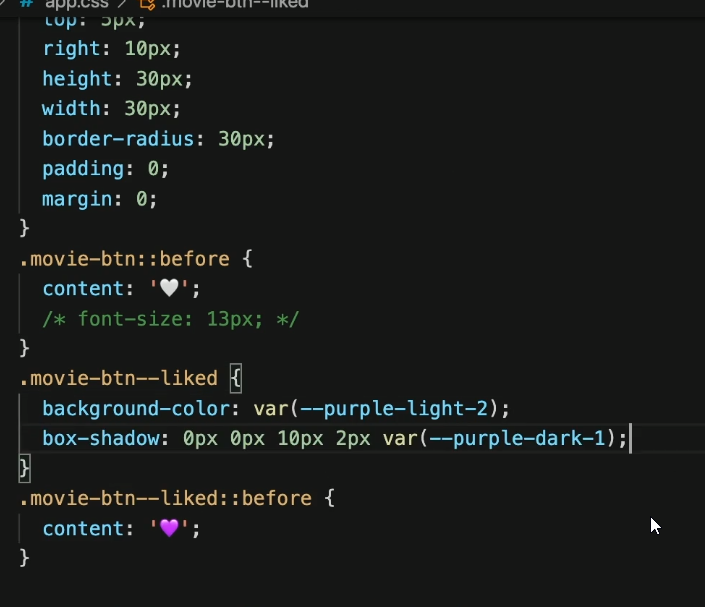 # app.css > .movie-btn--liked
top: 5px;
right: 10px;
height: 30px;
width: 30px;
border-radius: 30px;
padding: 0;
margin: 0;
}
.movie-btn::before {
content: '🤍';
/* font-size: 13px; */
}
.movie-btn--liked {
background-color: var(--purple-light-2);
box-shadow: 0px 0px 10px 2px var(--purple-dark-1);
}
.movie-btn--liked::before {
content: '💜';
}